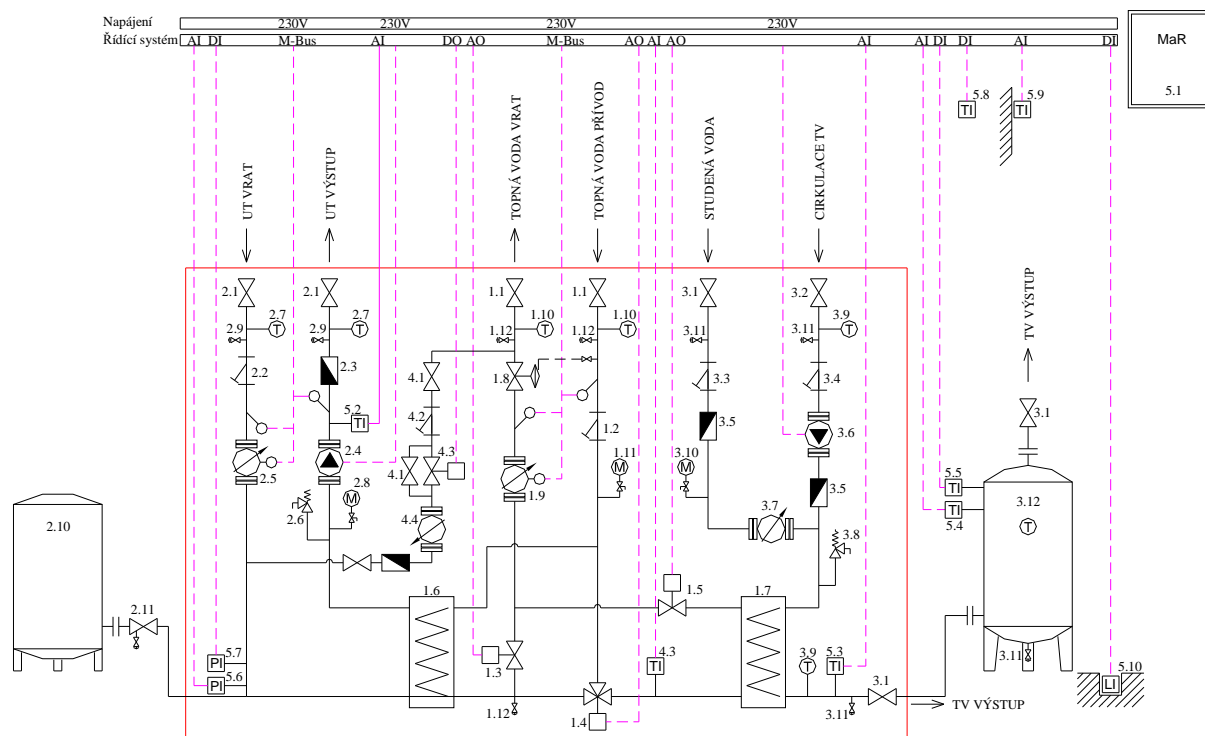 Napájení 230V 230V 230V 230V
Řídící systém AI DI M-Bus AI DO AO M-Bus AO AI AO AI AI DI DI AI DI
MaR
5.1
5.8 5.9
TI TI
UT VRAT
UT VÝSTUP
TOPNÁ VODA VRAT
TOPNÁ VODA PŘÍVOD
STUDENÁ VODA
CIRKULACE TV
TV VÝSTUP
2.1 2.1 1.1 1.1 3.1 3.2
2.7 2.7 1.10 1.10 3.9
T T T T T
2.9 2.9 1.12 1.12 3.11 3.11
2.2 2.3 4.1 1.8 3.3 3.4
5.2 TI 4.2 1.2 3.5 3.6 3.1
2.4 4.3 1.11 3.10
M M
2.5 4.1 1.9 3.5 5.5 TI
2.8 M
2.6 4.4 3.7 3.8 5.4 TI
3.12
T
2.10
1.6 1.5 1.7
2.11
5.7 PI
5.6 PI
1.3 4.3 TI 3.9 T 5.3 TI 3.1 3.11
5.10 LI
1.12 1.4 3.11 TV VÝSTUP